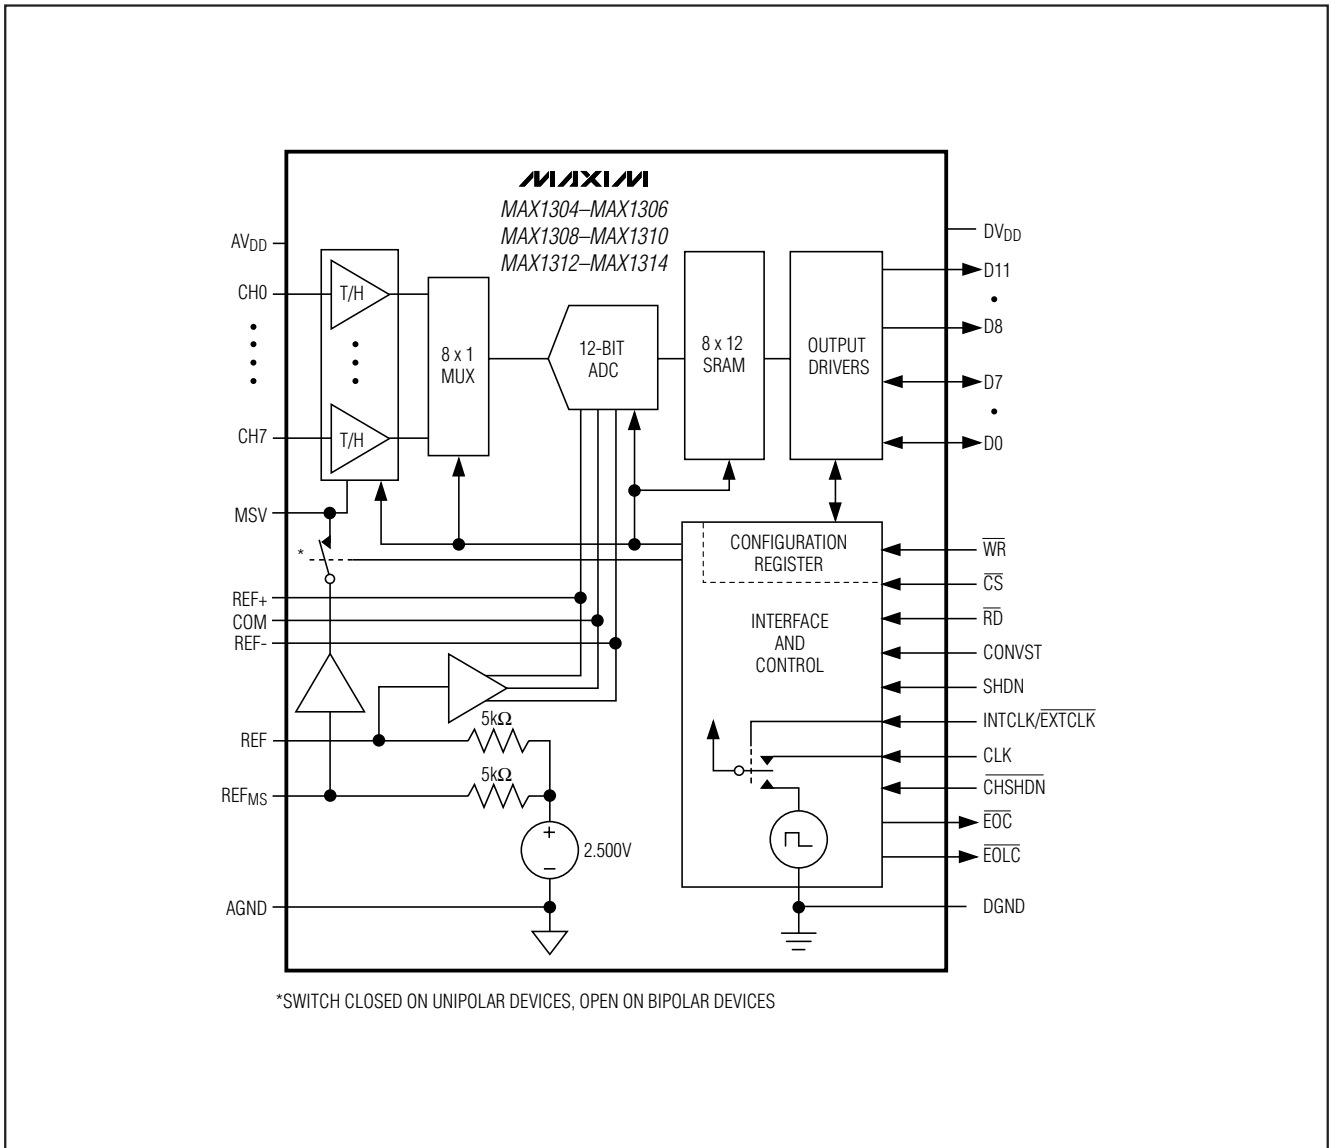 MAXIM
MAX1304–MAX1306
MAX1308–MAX1310
MAX1312–MAX1314
AVDD
CH0
CH7
MSV
REF+
COM
REF-
REF
REFMS
AGND
T/H
T/H
8 x 1
MUX
12-BIT
ADC
8 x 12
SRAM
OUTPUT
DRIVERS
*
5kΩ
5kΩ
+
−
2.500V
CONFIGURATION
REGISTER
INTERFACE
AND
CONTROL
DVDD
D11
D8
D7
D0
WR
CS
RD
CONVST
SHDN
INTCLK/EXTCLK
CLK
CHSHDN
EOC
EOLC
DGND
*SWITCH CLOSED ON UNIPOLAR DEVICES, OPEN ON BIPOLAR DEVICES